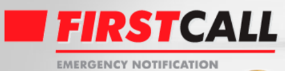 FIRSTCALL
EMERGENCY NOTIFICATION